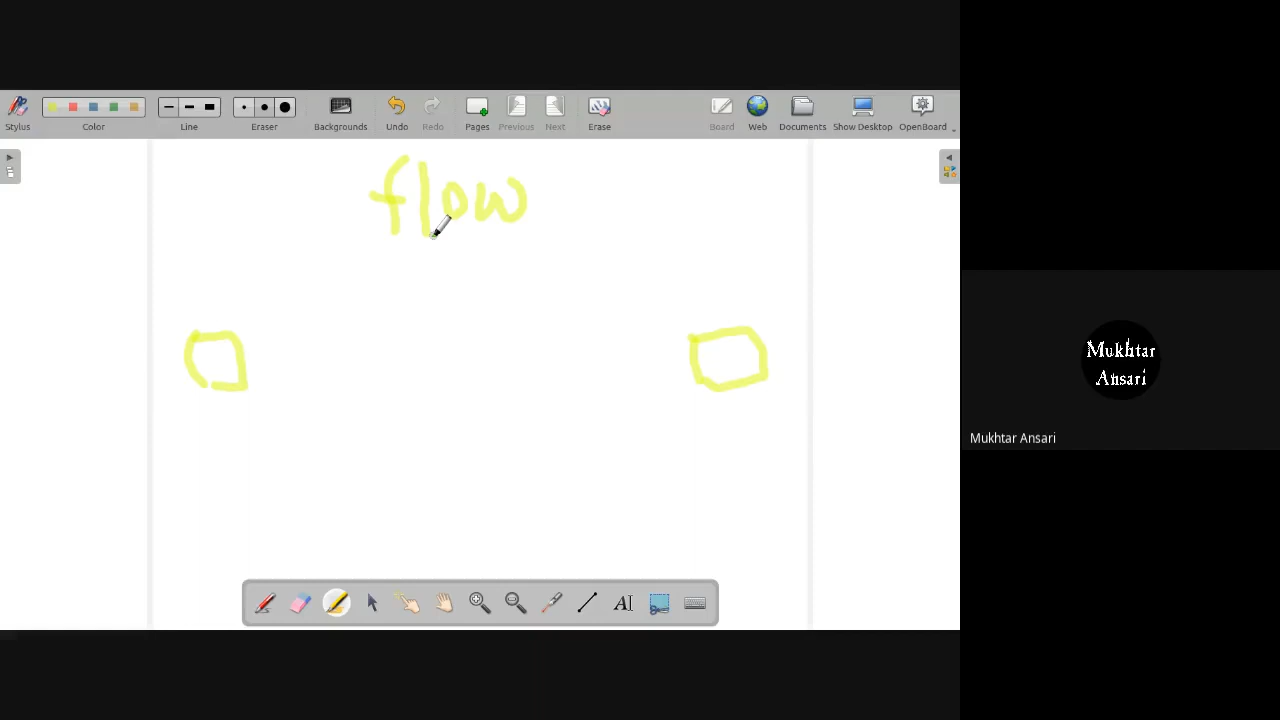 Stylus Color Line Eraser Backgrounds Undo Redo Pages Previous Next Erase Board Web Documents Show Desktop OpenBoard
flow
AI
Mukhtar
Ansari
Mukhtar Ansari